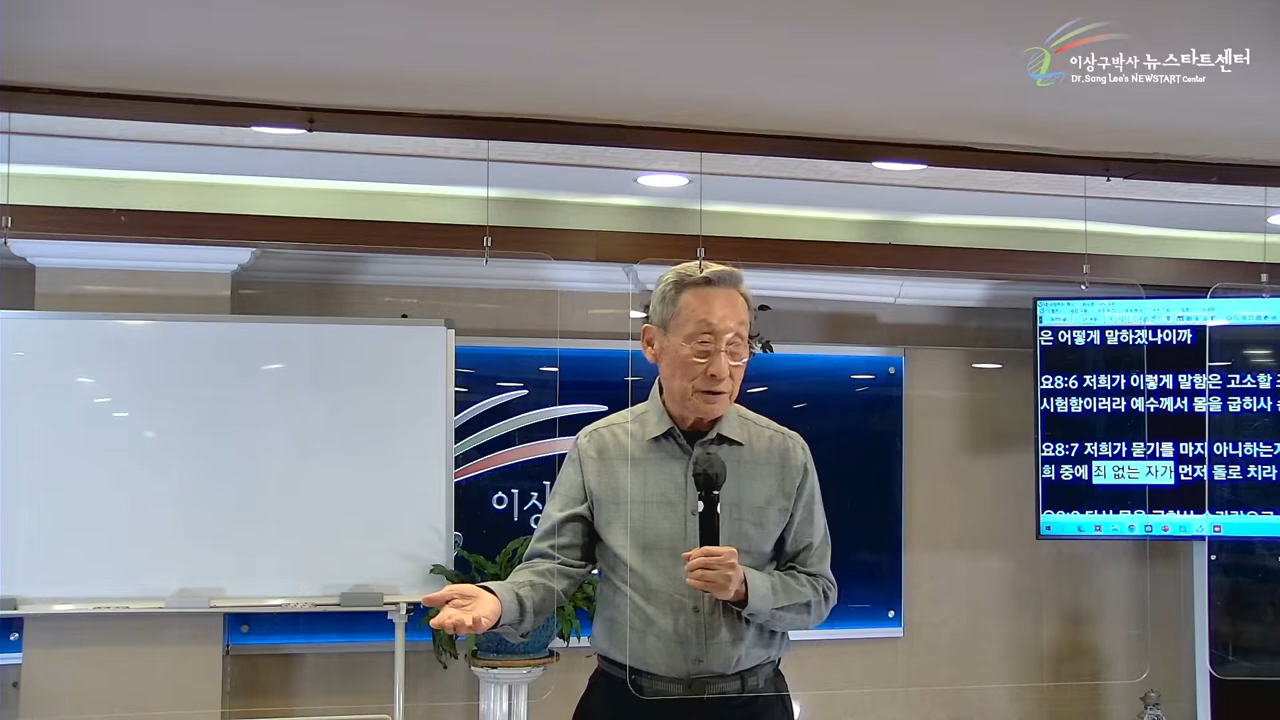 이상구박사 뉴스타트센터
Dr. Sang Lee's NEWSTART Center
은 어떻게 말하겠나이까
요8:6 저희가 이렇게 말함은 고소할
시험함이러라 예수께서 몸을 굽히사
요8:7 저희가 묻기를 마지 아니하는지
희 중에 죄 없는 자가 먼저 돌로 치라
이상